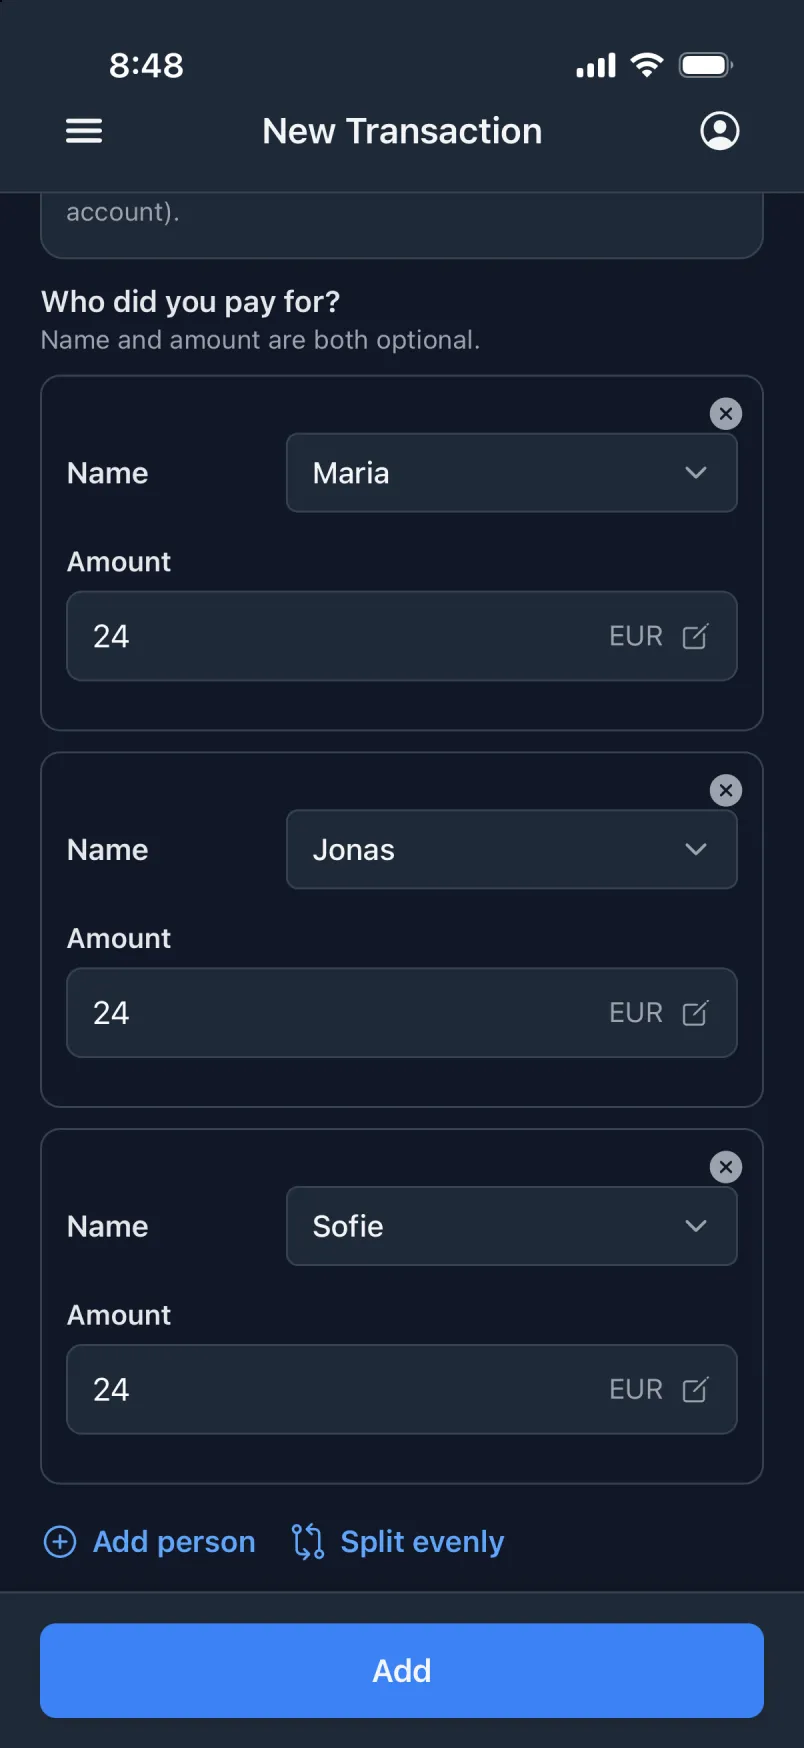 8:48
New Transaction
account).
Who did you pay for?
Name and amount are both optional.
Name
Maria
Amount
24
EUR
Name
Jonas
Amount
24
EUR
Name
Sofie
Amount
24
EUR
Add person
Split evenly
Add